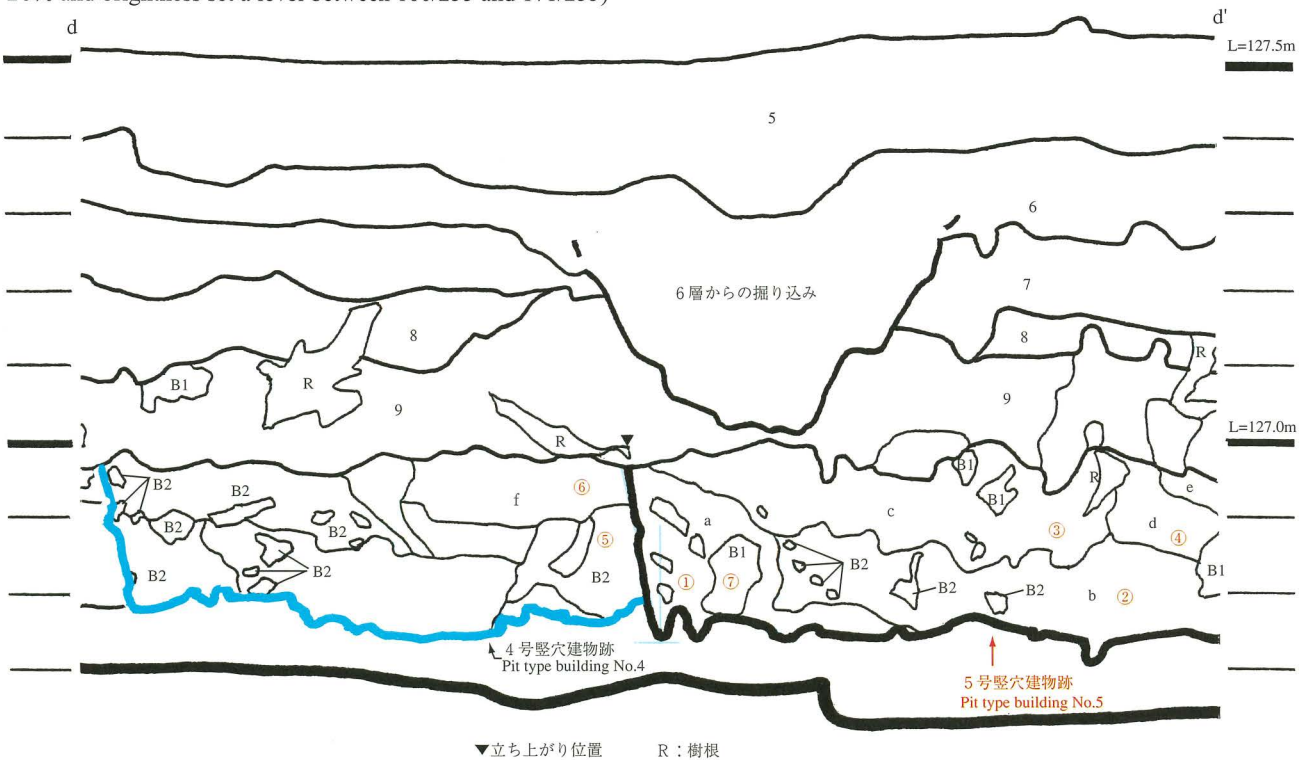 d
d'
L=127.5m
5
6
6層からの掘り込み
7
8
8
B1
R
9
9
R
R
L=127.0m
B2
B2
f
⑥
a
c
B1
B1
R
e
d
④
③
B2
B2
⑤
B2
B2
B2
①
B1
⑦
B2
B2
B2
b
②
B1
4号竪穴建物跡
Pit type building No.4
5号竪穴建物跡
Pit type building No.5
▼立ち上がり位置 R：樹根